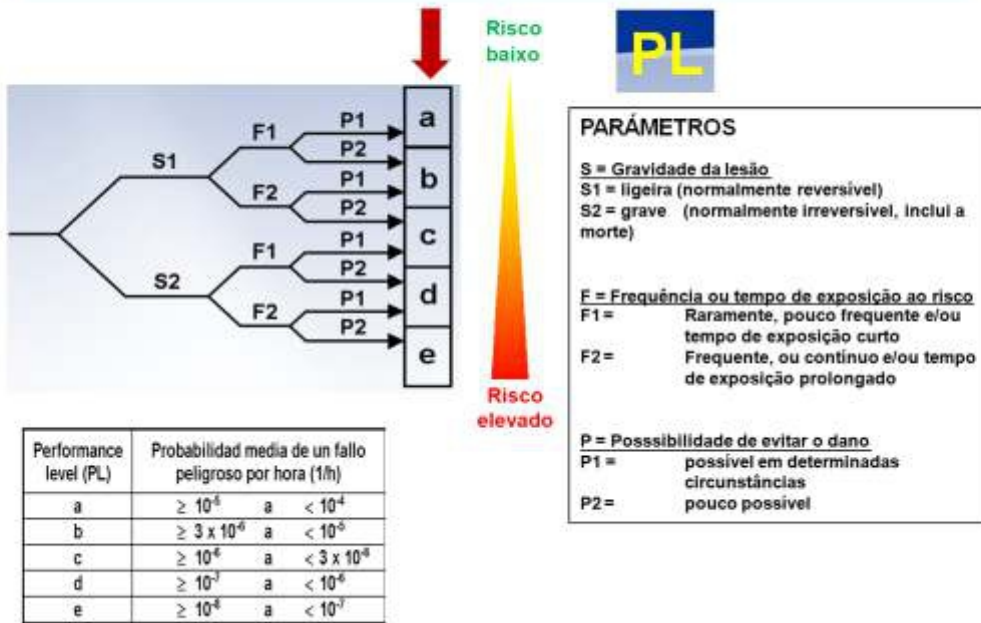 Risco
baixo
PL
S1
F1
P1
P2
F2
P1
P2
S2
F1
P1
P2
F2
P1
P2
a
b
c
d
e
Risco
elevado
PARÁMETROS
S = Gravidade da lesão
S1 = ligeira (normalmente reversível)
S2 = grave (normalmente irreversível, inclui a
morte)
F = Frequência ou tempo de exposição ao risco
F1 = Raramente, pouco frequente e/ou
tempo de exposição curto
F2 = Frequente, ou contínuo e/ou tempo
de exposição prolongado
P = Posssibilidade de evitar o dano
P1 = possível em determinadas
circunstâncias
P2 = pouco possível
Performance level (PL) Probabilidad media de un fallo
peligroso por hora (1/h)
a ≥ 10⁻⁵ a < 10⁻⁴
b ≥ 3 x 10⁻⁶ a < 10⁻⁵
c ≥ 10⁻⁶ a < 3 x 10⁻⁶
d ≥ 10⁻⁷ a < 10⁻⁶
e ≥ 10⁻⁸ a < 10⁻⁷